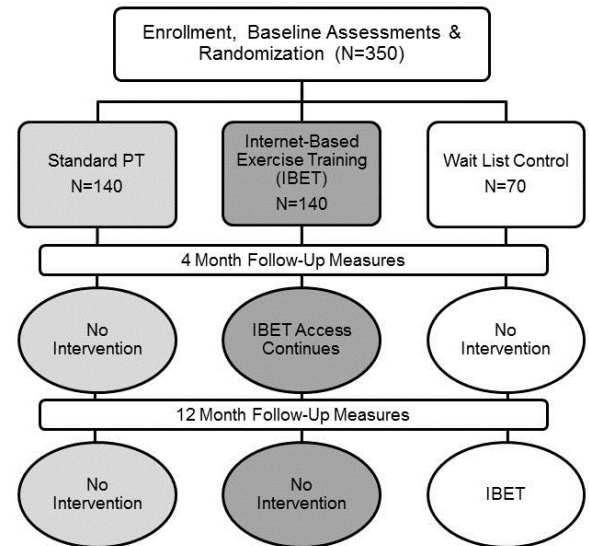 Enrollment, Baseline Assessments &
Randomization (N=350)
Standard PT
N=140
Internet-Based
Exercise Training
(IBET)
N=140
Wait List Control
N=70
4 Month Follow-Up Measures
No
Intervention
IBET Access
Continues
No
Intervention
12 Month Follow-Up Measures
No
Intervention
No
Intervention
IBET